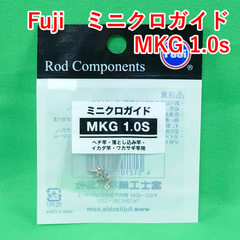 Fuji　ミニクロガイド
MKG 1.0s
Fuji
Rod Components
ミニクロガイド
MKG 1.0S
ヘチ竿・落とし込み竿・
イカダ竿・ワカサギ竿用